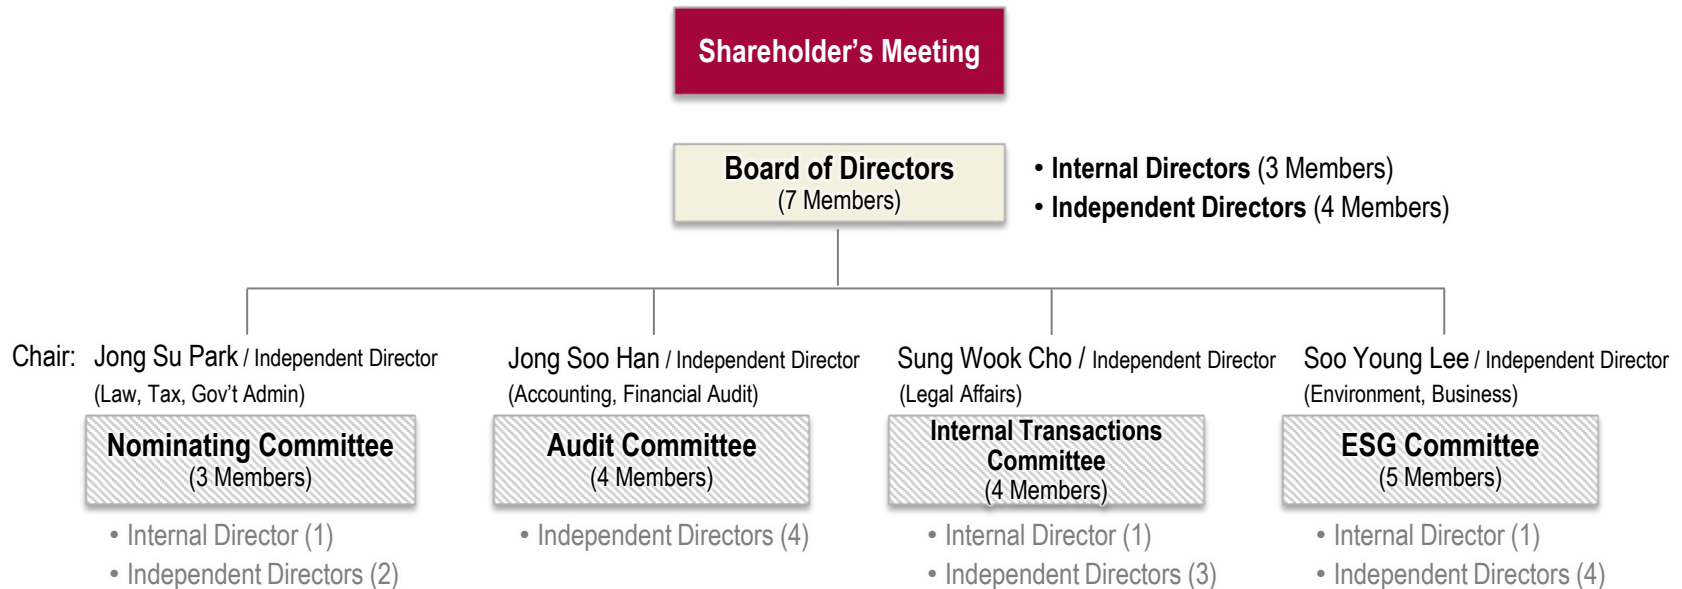 Shareholder’s Meeting
Board of Directors
(7 Members)
• Internal Directors (3 Members)
• Independent Directors (4 Members)
Chair: Jong Su Park / Independent Director
(Law, Tax, Gov’t Admin)
Nominating Committee
(3 Members)
• Internal Director (1)
• Independent Directors (2)
Jong Soo Han / Independent Director
(Accounting, Financial Audit)
Audit Committee
(4 Members)
• Independent Directors (4)
Sung Wook Cho / Independent Director
(Legal Affairs)
Internal Transactions
Committee
(4 Members)
• Internal Director (1)
• Independent Directors (3)
Soo Young Lee / Independent Director
(Environment, Business)
ESG Committee
(5 Members)
• Internal Director (1)
• Independent Directors (4)